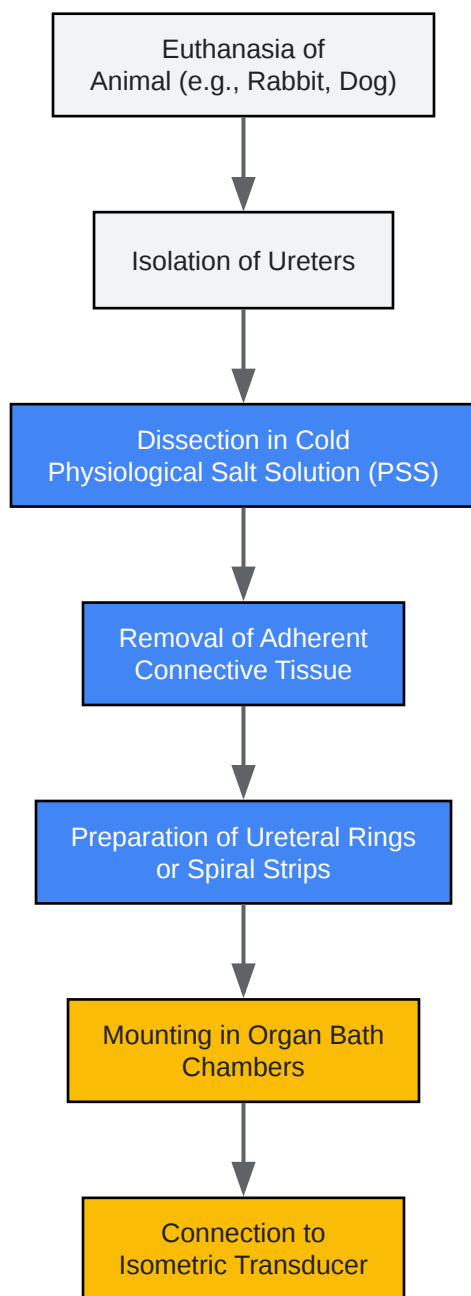 Euthanasia of
Animal (e.g., Rabbit, Dog)
Isolation of Ureters
Dissection in Cold
Physiological Salt Solution (PSS)
Removal of Adherent
Connective Tissue
Preparation of Ureteral Rings
or Spiral Strips
Mounting in Organ Bath
Chambers
Connection to
Isometric Transducer